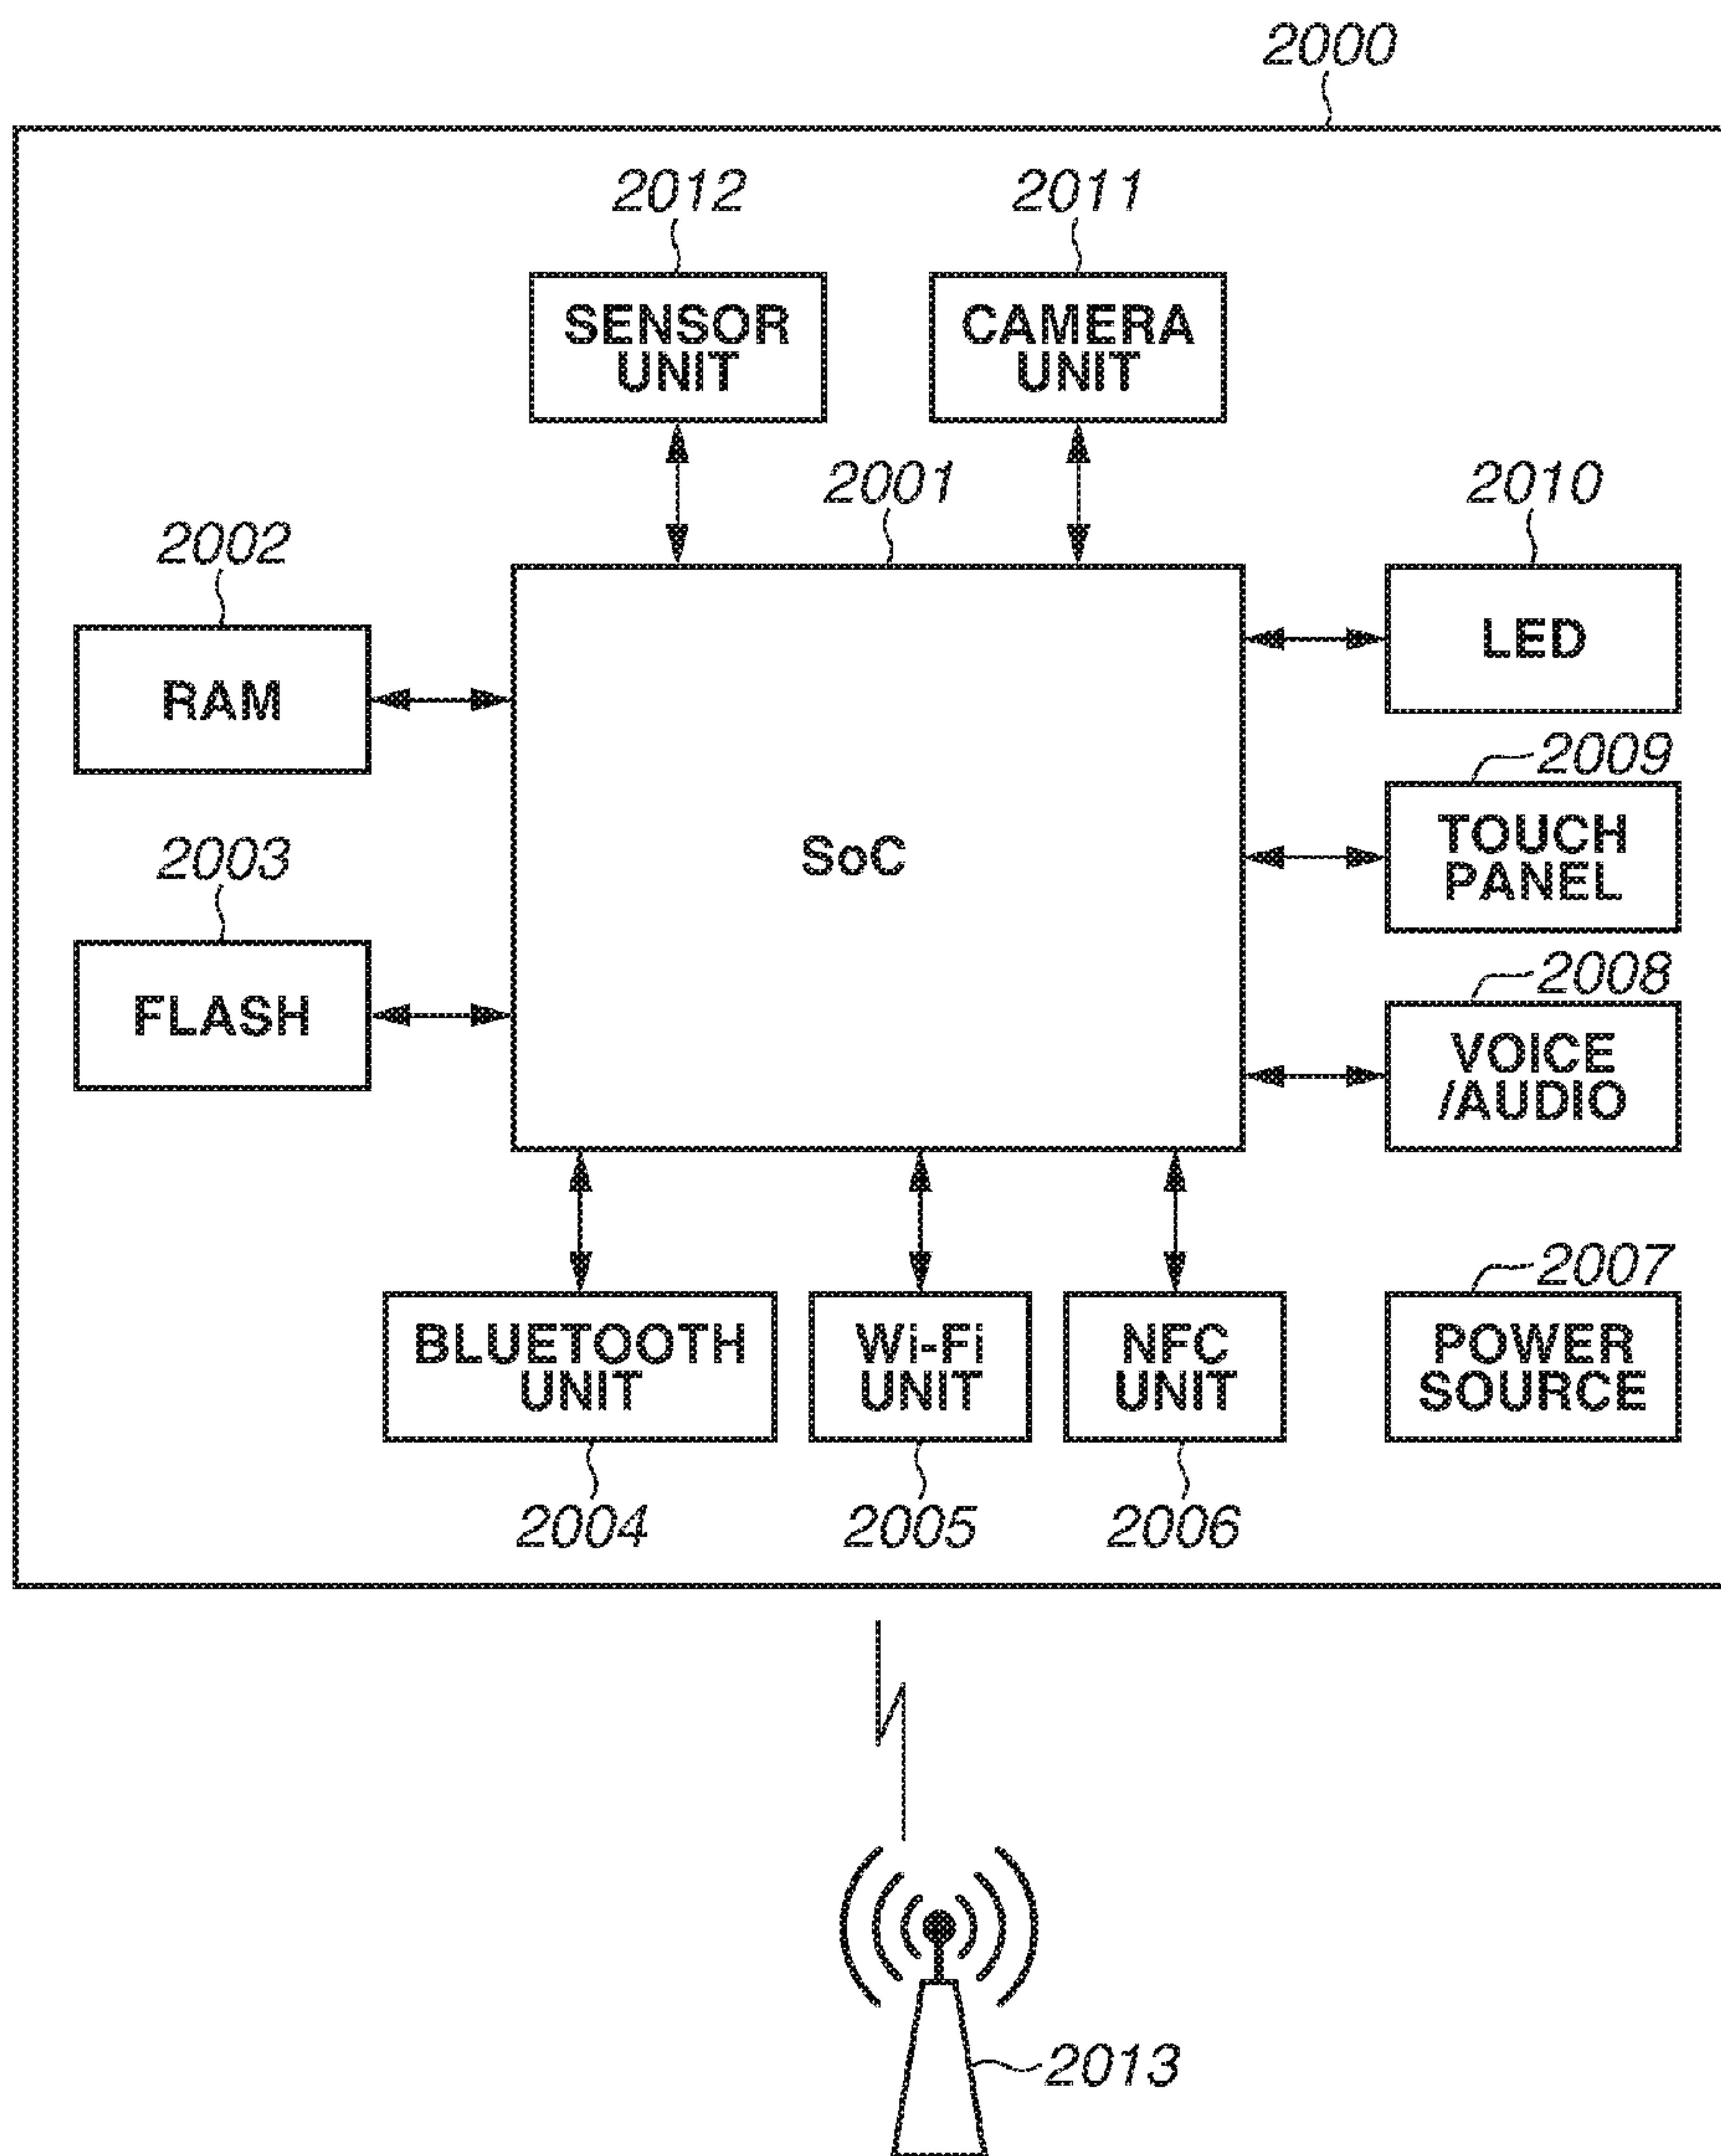 2000
2012
2011
SENSOR
UNIT
CAMERA
UNIT
2001
2010
2002
LED
RAM
2009
TOUCH
PANEL
SoC
2003
2008
FLASH
VOICE
/AUDIO
2007
BLUETOOTH
UNIT
Wi-Fi
UNIT
NFC
UNIT
POWER
SOURCE
2004
2005
2006
2013